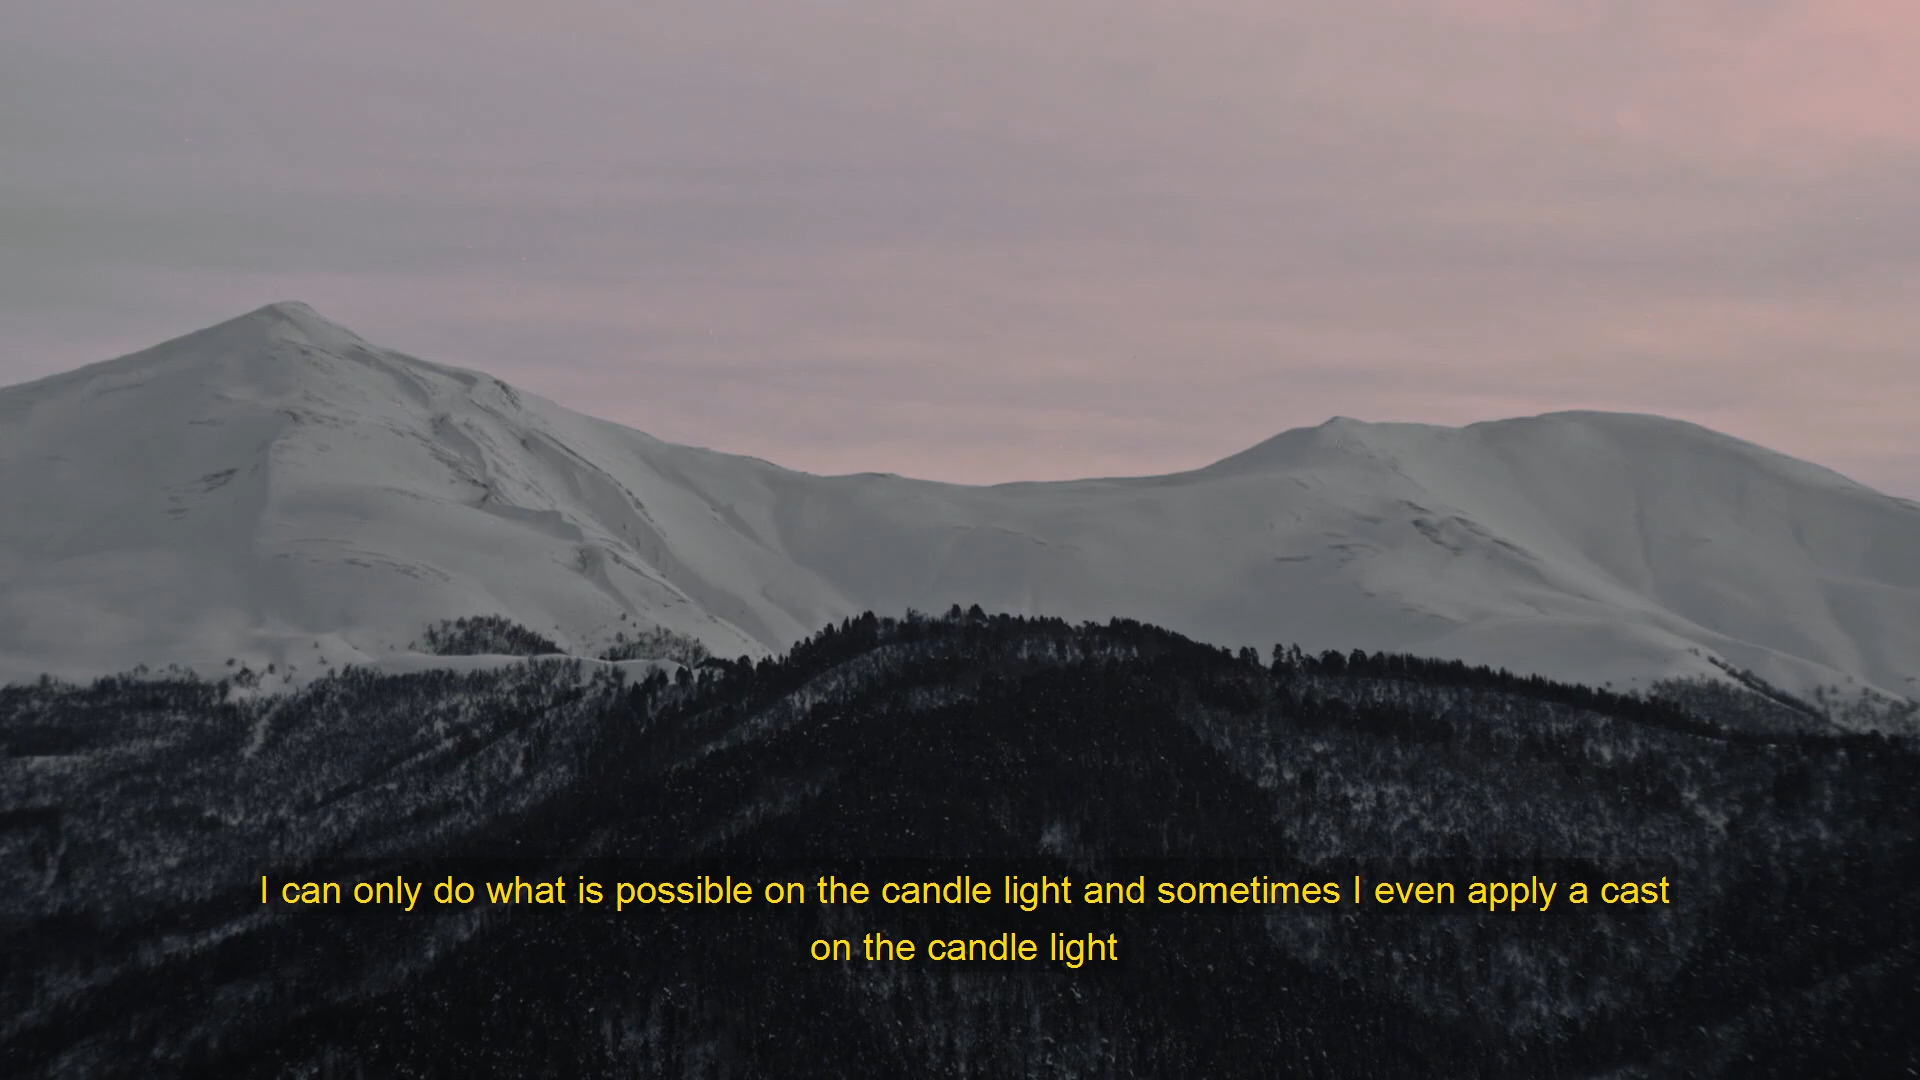 I can only do what is possible on the candle light and sometimes I even apply a cast
on the candle light